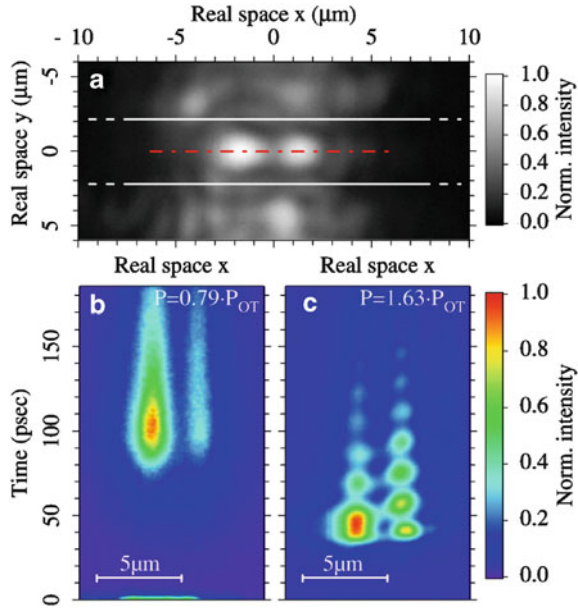 Real space x (μm)
- 10 -5 0 5 10
Real space y (μm)
-5
0
5
a
1.0
0.8
0.6
0.4
0.2
0.0
Norm. intensity
Real space x
Real space x
b
P=0.79·P_OT
c
P=1.63·P_OT
Time (psec)
150
100
50
0
5μm
5μm
1.0
0.8
0.6
0.4
0.2
0.0
Norm. intensity